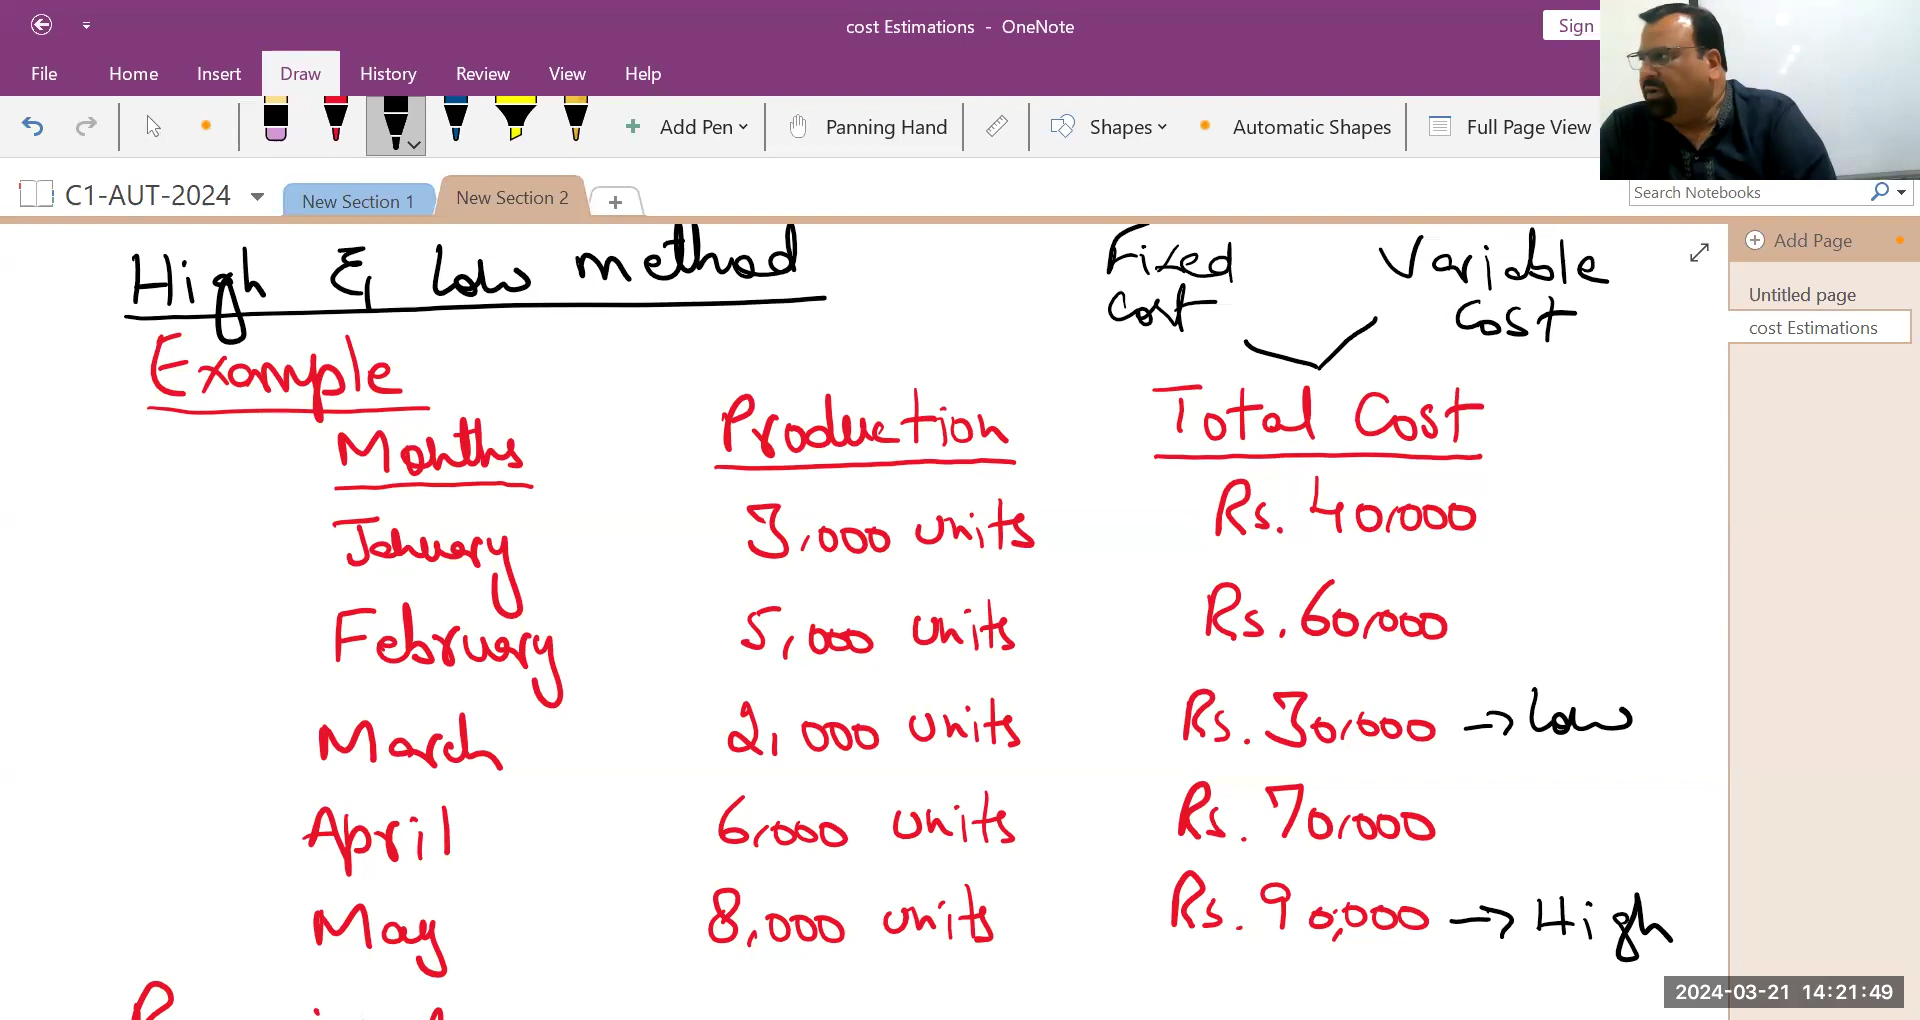 cost Estimations - OneNote
Sign
File Home Insert Draw History Review View Help
Add Pen Panning Hand Shapes Automatic Shapes Full Page View
C1-AUT-2024 New Section 1 New Section 2 +
Search Notebooks
Add Page
Untitled page
cost Estimations
High & Low method
Fixed Cost
Variable Cost
Example
Months Production Total Cost
January 3,000 units Rs. 40,000
February 5,000 units Rs. 60,000
March 2,000 units Rs. 30,000 → Low
April 6,000 units Rs. 70,000
May 8,000 units Rs. 90,000 → High
2024-03-21 14:21:49